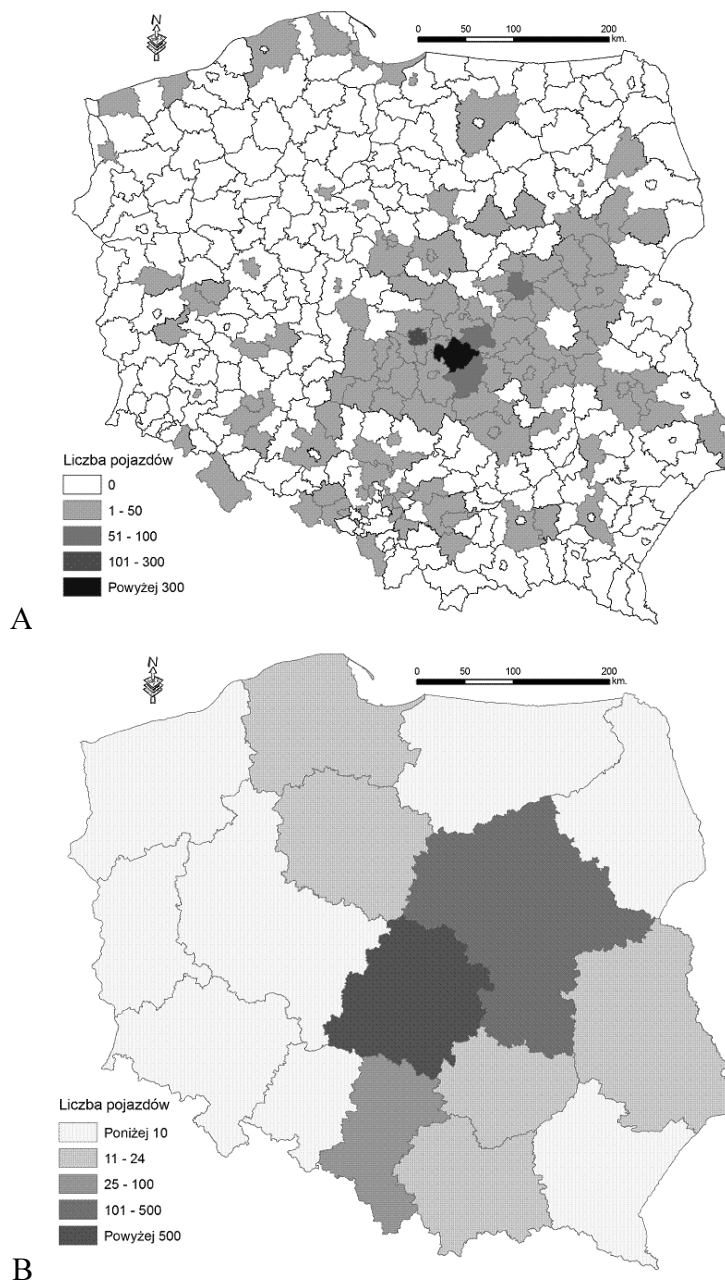 N
0 50 100 200
km.
Liczba pojazdów
0
1 - 50
51 - 100
101 - 300
Powyżej 300
A
N
0 50 100 200
km.
Liczba pojazdów
Poniżej 10
11 - 24
25 - 100
101 - 500
Powyżej 500
B